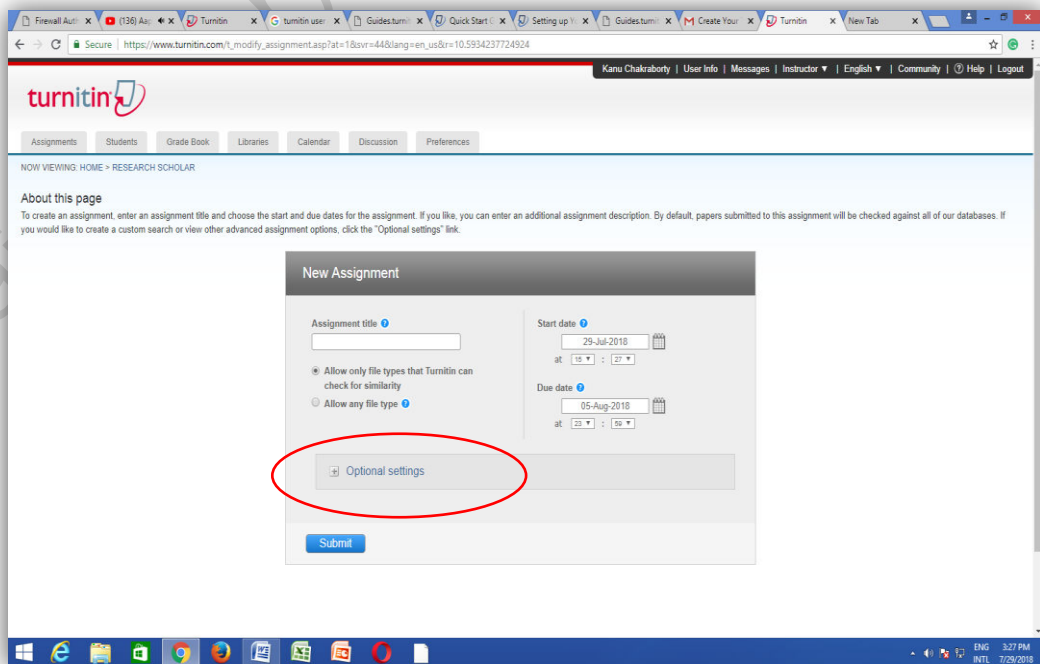 Firewall Auth
(136) Aap
Turnitin
turnitin user
Guides.turnit
Quick Start G
Setting up Y
Guides.turnit
Create Your
Turnitin
New Tab
Secure | https://www.turnitin.com/t_modify_assignment.asp?at=1&svr=44&lang=en_us&r=10.5934237724924
Kanu Chakraborty | User Info | Messages | Instructor ▼ | English ▼ | Community | ? Help | Logout
turnitin
Assignments Students Grade Book Libraries Calendar Discussion Preferences
NOW VIEWING: HOME > RESEARCH SCHOLAR
About this page
To create an assignment, enter an assignment title and choose the start and due dates for the assignment. If you like, you can enter an additional assignment description. By default, papers submitted to this assignment will be checked against all of our databases. If
you would like to create a custom search or view other advanced assignment options, click the "Optional settings" link.
New Assignment
Assignment title ?
Allow only file types that Turnitin can
check for similarity
Allow any file type ?
Start date ?
29-Jul-2018
at 15 ▼ : 27 ▼
Due date ?
05-Aug-2018
at 23 ▼ : 59 ▼
Optional settings
Submit
ENG 3:27 PM
INTL 7/29/2018